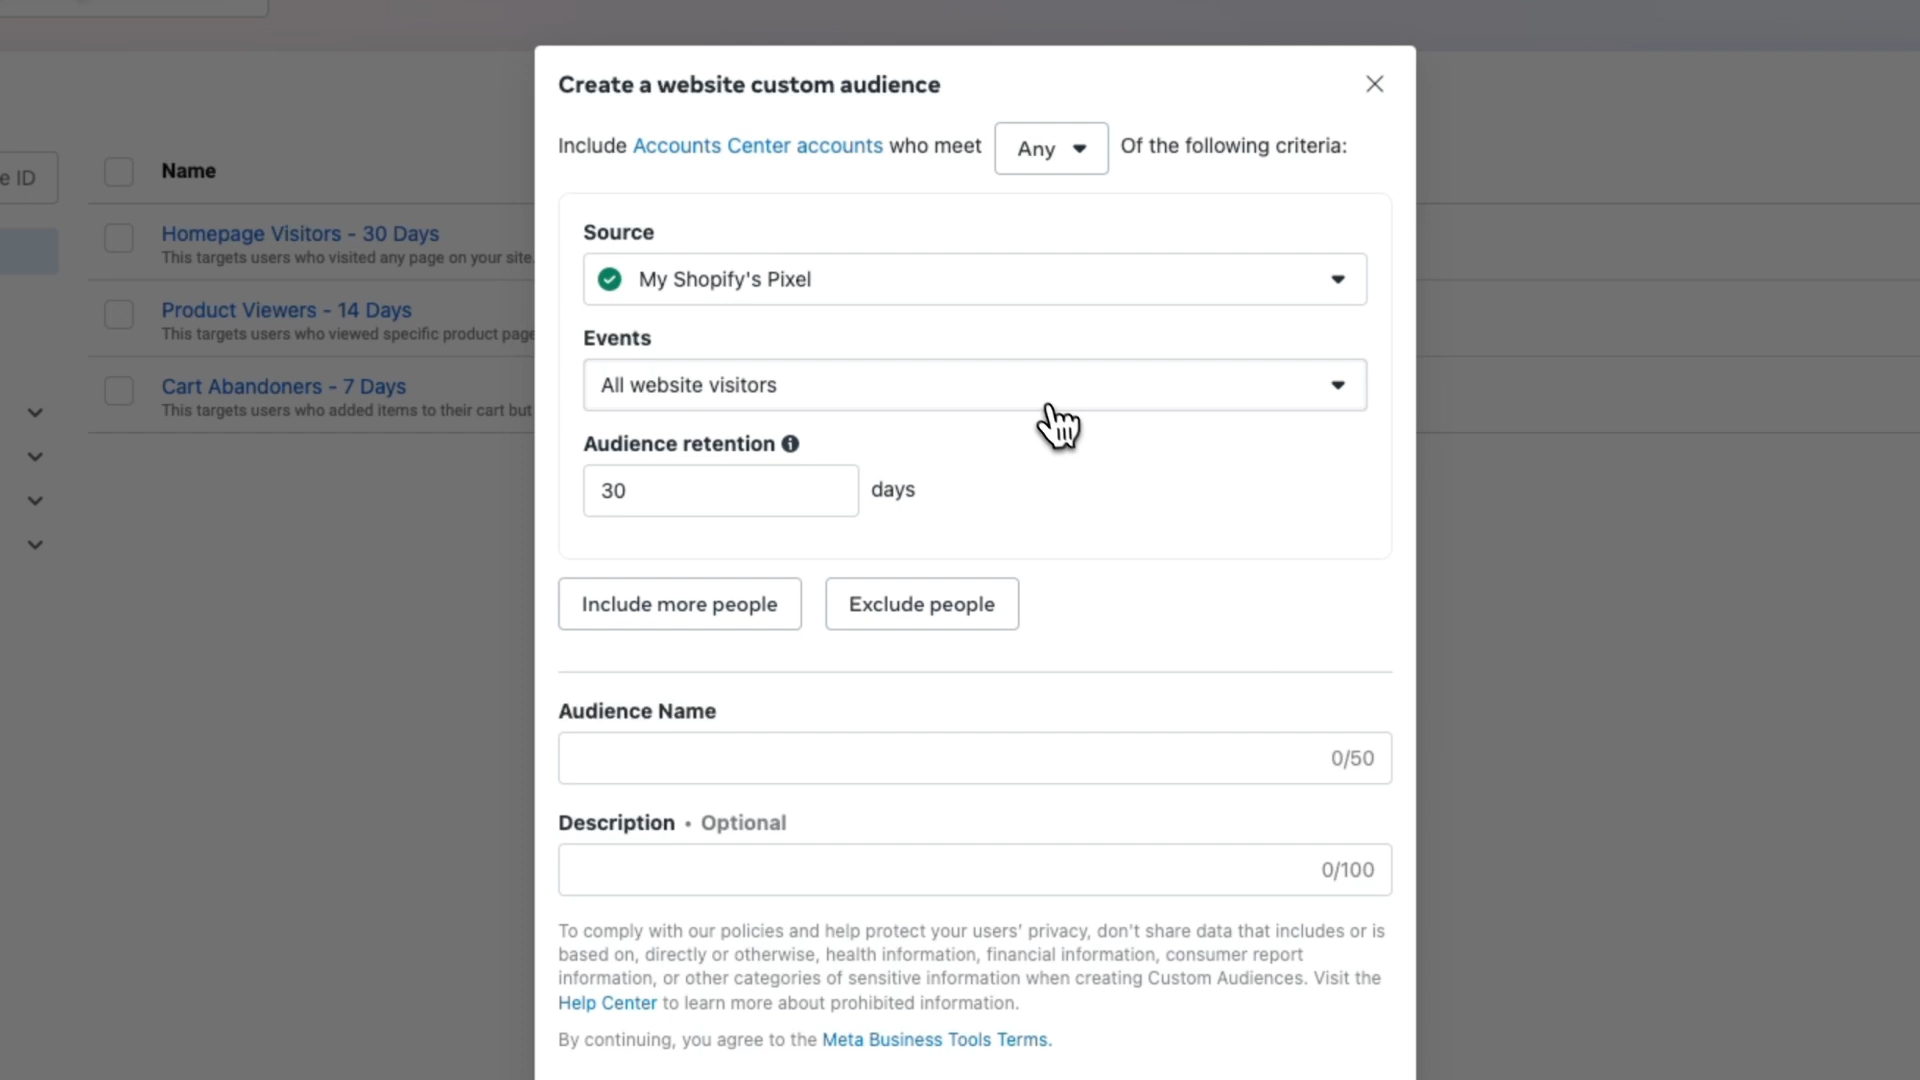 Create a website custom audience
Include Accounts Center accounts who meet Any Of the following criteria:
e ID
Name
Homepage Visitors - 30 Days
This targets users who visited any page on your site.
Product Viewers - 14 Days
This targets users who viewed specific product page
Cart Abandoners - 7 Days
This targets users who added items to their cart but
Source
My Shopify's Pixel
Events
All website visitors
Audience retention
30 days
Include more people Exclude people
Audience Name
0/50
Description • Optional
0/100
To comply with our policies and help protect your users' privacy, don't share data that includes or is
based on, directly or otherwise, health information, financial information, consumer report
information, or other categories of sensitive information when creating Custom Audiences. Visit the
Help Center to learn more about prohibited information.
By continuing, you agree to the Meta Business Tools Terms.